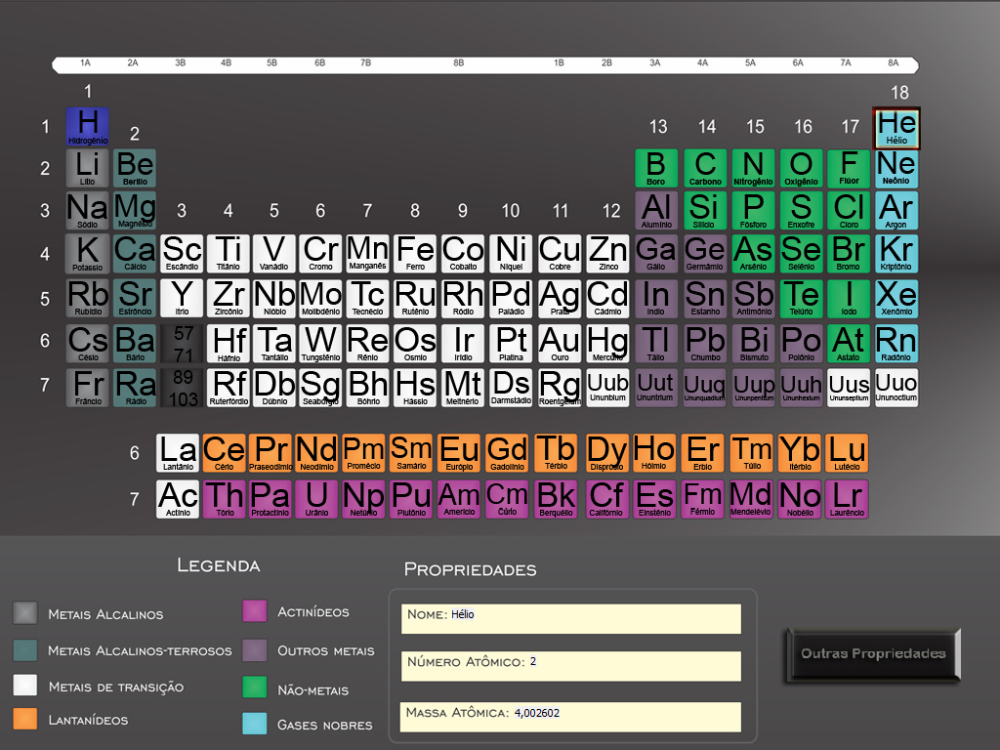 1A 2A 3B 4B 5B 6B 7B 8B 1B 2B 3A 4A 5A 6A 7A 8A
1 18
1 H Hidrogênio 2 13 14 15 16 17 He Hélio
2 Li Lítio Be Berílio B Boro C Carbono N Nitrogênio O Oxigênio F Flúor Ne Neônio
3 Na Sódio Mg Magnésio 3 4 5 6 7 8 9 10 11 12 Al Alumínio Si Silício P Fósforo S Enxofre Cl Cloro Ar Argon
4 K Potassio Ca Cálcio Sc Escândio Ti Titânio V Vanádio Cr Cromo Mn Manganês Fe Ferro Co Cobalto Ni Níquel Cu Cobre Zn Zinco Ga Gálio Ge Germâmio As Arsênio Se Selênio Br Bromo Kr Kriptônio
5 Rb Rubídio Sr Estrôncio Y Ítrio Zr Zircônio Nb Nióbio Mo Molibdênio Tc Tecnécio Ru Rutênio Rh Ródio Pd Paládio Ag Prata Cd Cádmio In Índio Sn Estanho Sb Antimônio Te Telúrio I Iodo Xe Xenômio
6 Cs Césio Ba Bário 57 71 Hf Háfnio Ta Tantálio W Tungstênio Re Rênio Os Osmio Ir Irídio Pt Platina Au Ouro Hg Mercúrio Tl Tálio Pb Chumbo Bi Bismuto Po Polônio At Astato Rn Radônio
7 Fr Frâncio Ra Rádio 89 103 Rf Ruterfórdio Db Dúbnio Sg Seabórgio Bh Bóhrio Hs Hássio Mt Meitnério Ds Darmstádio Rg Roentgenium Uub Ununbium Uut Ununtrium Uuq Ununquadium Uup Ununpentium Uuh Ununhexium Uus Ununseptium Uuo Ununoctium
6 La Lantânio Ce Cério Pr Praseodímio Nd Neodímio Pm Promécio Sm Samário Eu Európio Gd Gadolínio Tb Térbio Dy Disprosio Ho Hólmio Er Érbio Tm Túlio Yb Itérbio Lu Lutécio
7 Ac Actínio Th Tório Pa Protactínio U Urânio Np Netúnio Pu Plutônio Am Amerício Cm Cúrio Bk Berquélio Cf Califórnio Es Einstênio Fm Férmio Md Mendelévio No Nobélio Lr Laurêncio
Legenda
Propriedades
Metais Alcalinos
Metais Alcalinos-terrosos
Metais de transição
Lantanídeos
Actinídeos
Outros metais
Não-metais
Gases nobres
Nome: Hélio
Número Atômico: 2
Massa Atômica: 4,002602
Outras Propriedades